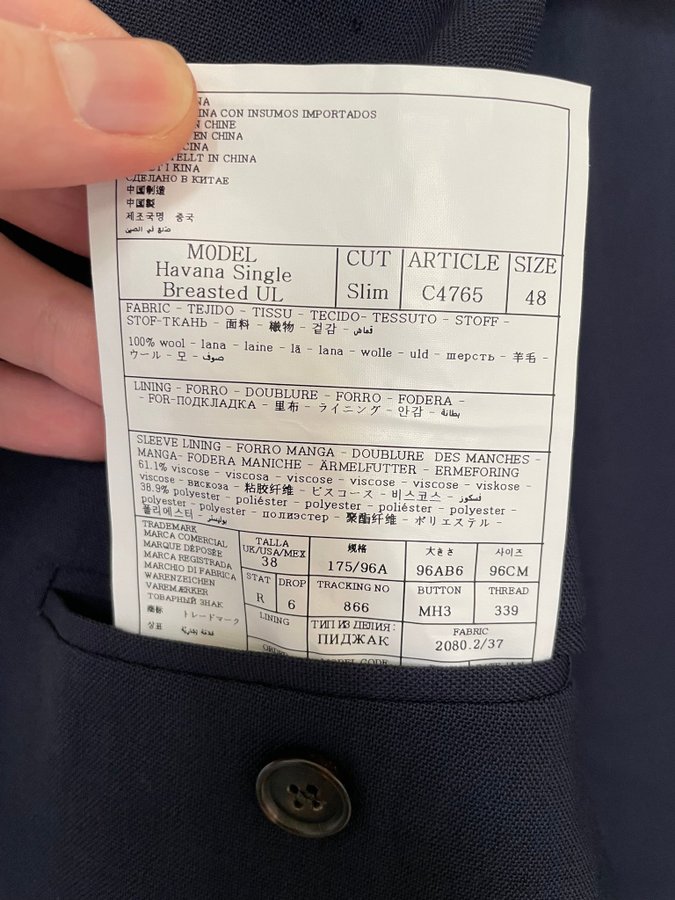 NA
INA CON INSUMOS IMPORTADOS
N CHINE
EN CHINA
CINA
TELLT IN CHINA
I KINA
СДЕЛАНО В КИТАЕ
中国制造
中国製
제조국명 중국
صنع في الصين
MODEL
Havana Single
Breasted UL
CUT
Slim
ARTICLE
C4765
SIZE
48
FABRIC - TEJIDO - TISSU - TECIDO- TESSUTO - STOFF -
STOF-ТКАНЬ - 面料 - 織物 - 겉감 - قماش
100% wool - lana - laine - lã - lana - wolle - uld - шерсть - 羊毛 -
ウール - 모 - صوف
LINING - FORRO - DOUBLURE - FORRO - FODERA -
- FOR-ПОДКЛАДКА - 里布 - ライニング - 안감 - بطانة
SLEEVE LINING - FORRO MANGA - DOUBLURE DES MANCHES -
MANGA- FODERA MANICHE - ÄRMELFUTTER - ERMEFORING
61.1% viscose - viscosa - viscose - viscose - viscose - viskose -
viscose - вискоза - 粘胶纤维 - ビスコース - 비스코스 - فسكوز
38.9% polyester - poliéster - polyester - poliéster - polyester -
polyester - polyester - полиэстер - 聚酯纤维 - ポリエステル -
폴리에스터 - بوليستر
TRADEMARK
MARCA COMERCIAL
MARQUE DÉPOSÉE
MARCA REGISTRADA
MARCHIO DI FABRICA
WARENZEICHEN
VAREMÆRKER
ТОВАРНЫЙ ЗНАК
商标 トレードマーク
상표
TALLA
UK/USA/MEX
38
规格
175/96A
大きさ
96AB6
サイズ
96CM
STAT
R
DROP
6
TRACKING NO
866
BUTTON
MH3
THREAD
339
LINING
ТИП ИЗДЕЛИЯ:
ПИДЖАК
FABRIC
2080.2/37